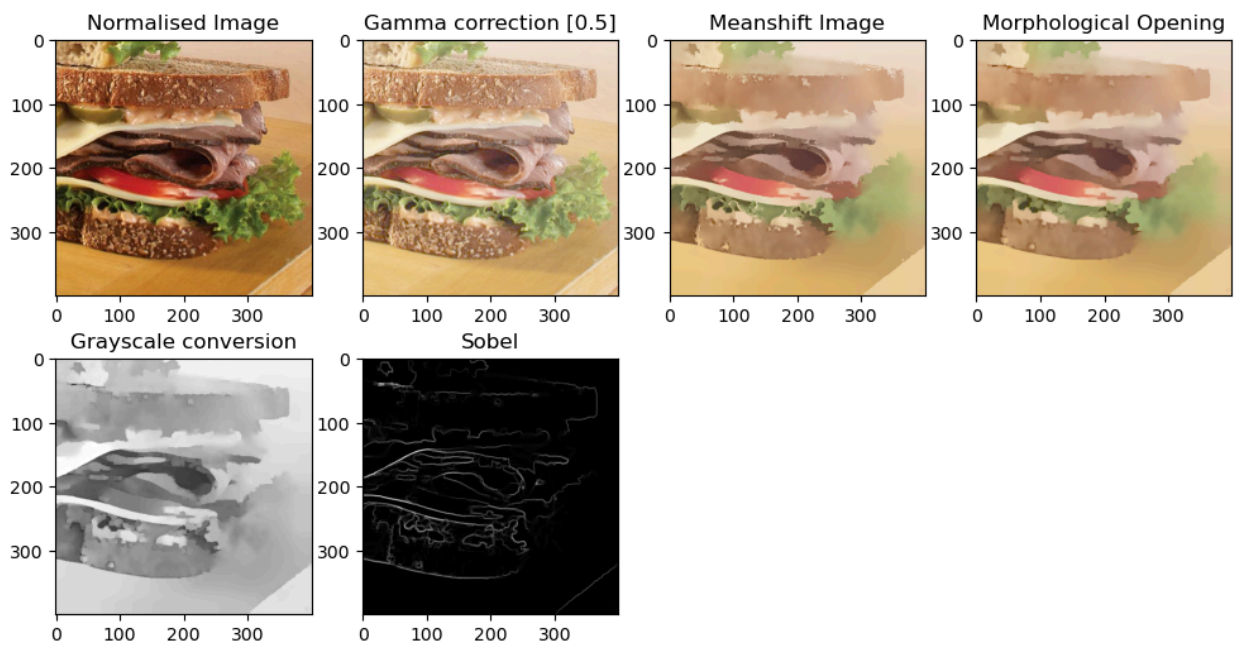 Normalised Image
Gamma correction [0.5]
Meanshift Image
Morphological Opening
0
100
200
300
0 100 200 300
0
100
200
300
0 100 200 300
0
100
200
300
0 100 200 300
0
100
200
300
0 100 200 300
Grayscale conversion
Sobel
0
100
200
300
0 100 200 300
0
100
200
300
0 100 200 300